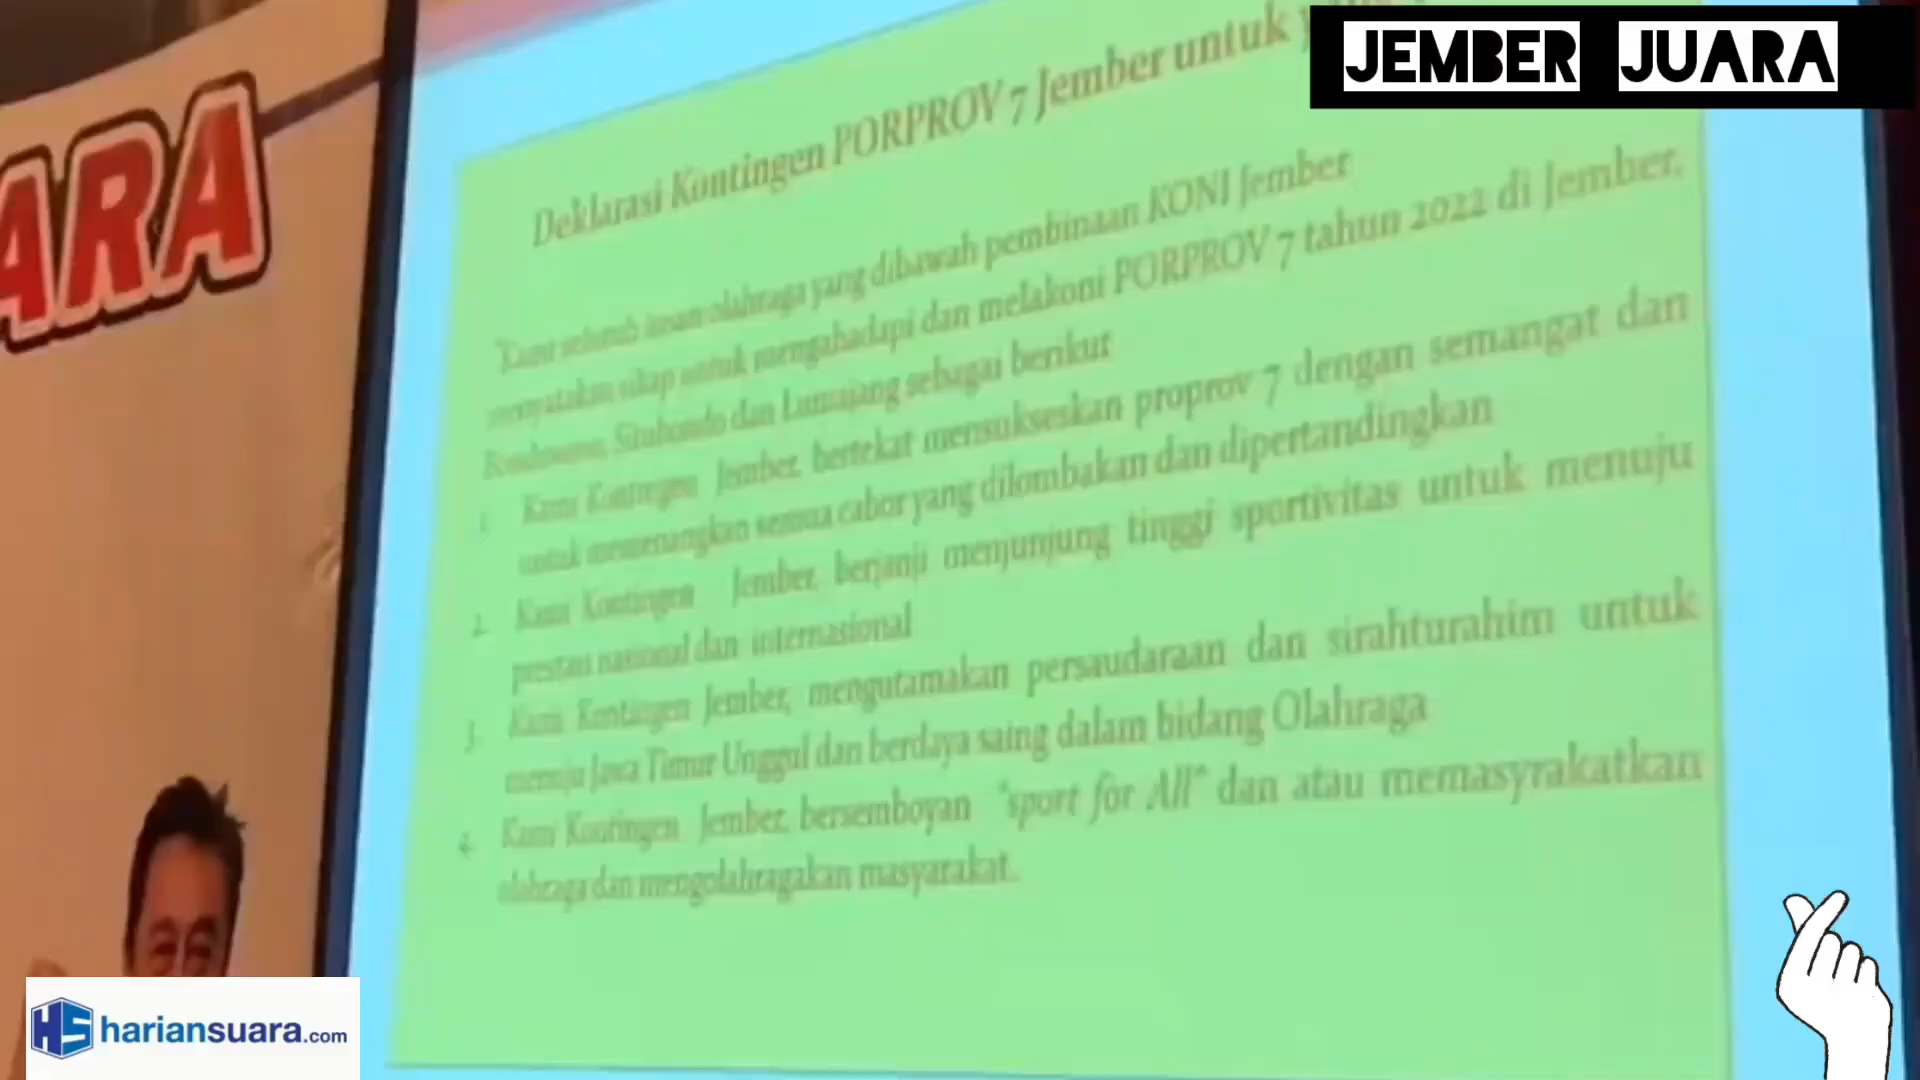 JEMBER JUARA
ARA
Deklarasi Kontingen PORPROV 7 Jember untuk
"Kami seluruh insan olahraga yang dibawah pembinaan KONI Jember
menyatakan sikap untuk mengahadapi dan melakoni PORPROV 7 tahun 2022 di Jember,
Bondowoso, Situbondo dan Lumajang sebagai berikut
1. Kami Kontingen Jember, bertekat mensukseskan proprov 7 dengan semangat dan
untuk memenangkan semua cabor yang dilombakan dan dipertandingkan
2. Kami Kontingen Jember, berjanji menjunjung tinggi sportivitas untuk menuju
prestasi nasional dan internasional
3. Kami Kontingen Jember, mengutamakan persaudaraan dan sirahturahim untuk
menuju Jawa Timur Unggul dan berdaya saing dalam bidang Olahraga
4. Kami Kontingen Jember, bersemboyan "sport for All" dan atau memasyrakatkan
olahraga dan mengolahragakan masyarakat.
HS hariansuara.com